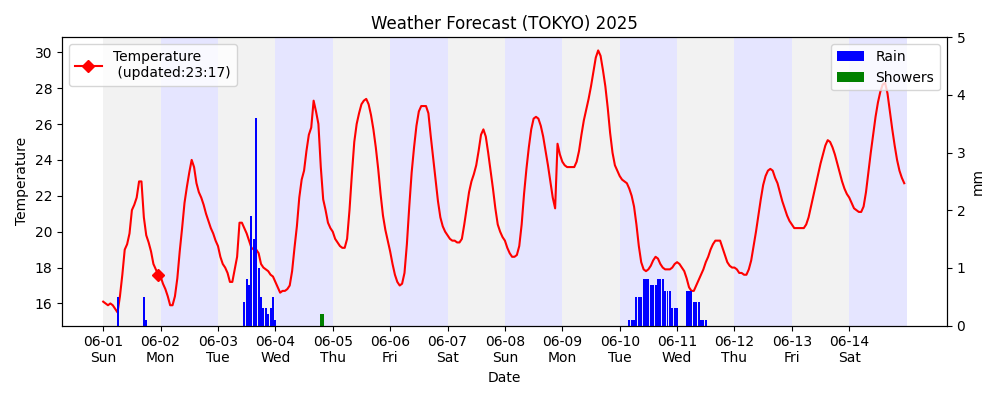 Weather Forecast (TOKYO) 2025
Temperature
(updated:23:17)
Rain
Showers
Temperature
30
28
26
24
22
20
18
16
5
4
3
2
1
0
mm
06-01 06-02 06-03 06-04 06-05 06-06 06-07 06-08 06-09 06-10 06-11 06-12 06-13 06-14
Sun Mon Tue Wed Thu Fri Sat Sun Mon Tue Wed Thu Fri Sat
Date